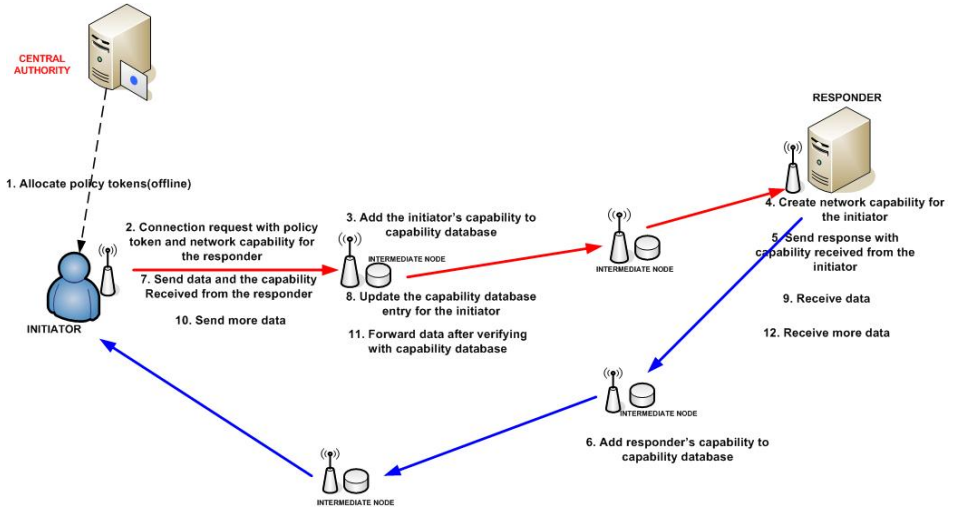 CENTRAL
AUTHORITY
RESPONDER
1. Allocate policy tokens(offline)
2. Connection request with policy
token and network capability for
the responder
3. Add the initiator's capability to
capability database
4. Create network capability for
the initiator
5. Send response with
capability received from the
initiator
INTERMEDIATE NODE
INTERMEDIATE NODE
7. Send data and the capability
Received from the responder
8. Update the capability database
entry for the initiator
9. Receive data
10. Send more data
INITIATOR
11. Forward data after verifying
with capability database
12. Receive more data
INTERMEDIATE NODE
6. Add responder's capability to
capability database
INTERMEDIATE NODE